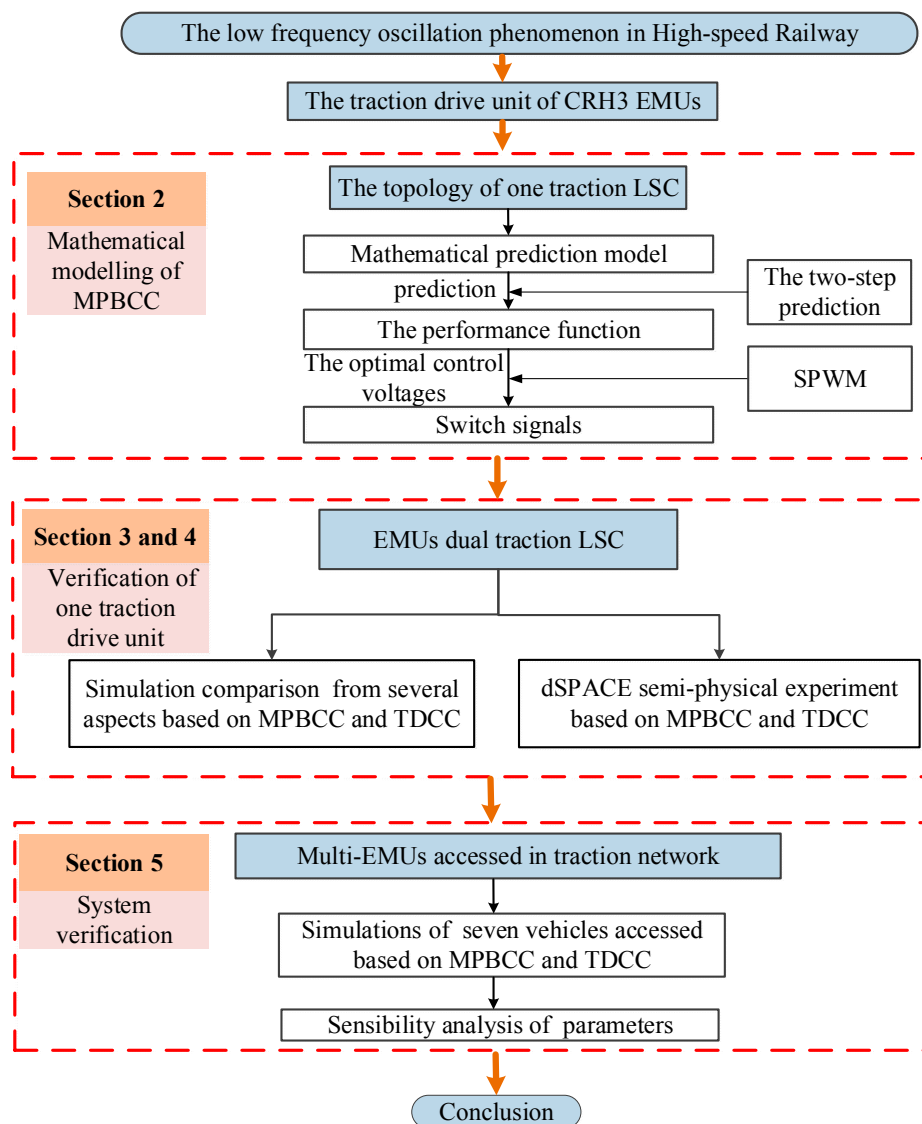 The low frequency oscillation phenomenon in High-speed Railway
The traction drive unit of CRH3 EMUs
Section 2
Mathematical
modelling of
MPBCC
The topology of one traction LSC
Mathematical prediction model
prediction
The two-step
prediction
The performance function
The optimal control
voltages
SPWM
Switch signals
Section 3 and 4
Verification of
one traction
drive unit
EMUs dual traction LSC
Simulation comparison from several
aspects based on MPBCC and TDCC
dSPACE semi-physical experiment
based on MPBCC and TDCC
Section 5
System
verification
Multi-EMUs accessed in traction network
Simulations of seven vehicles accessed
based on MPBCC and TDCC
Sensibility analysis of parameters
Conclusion